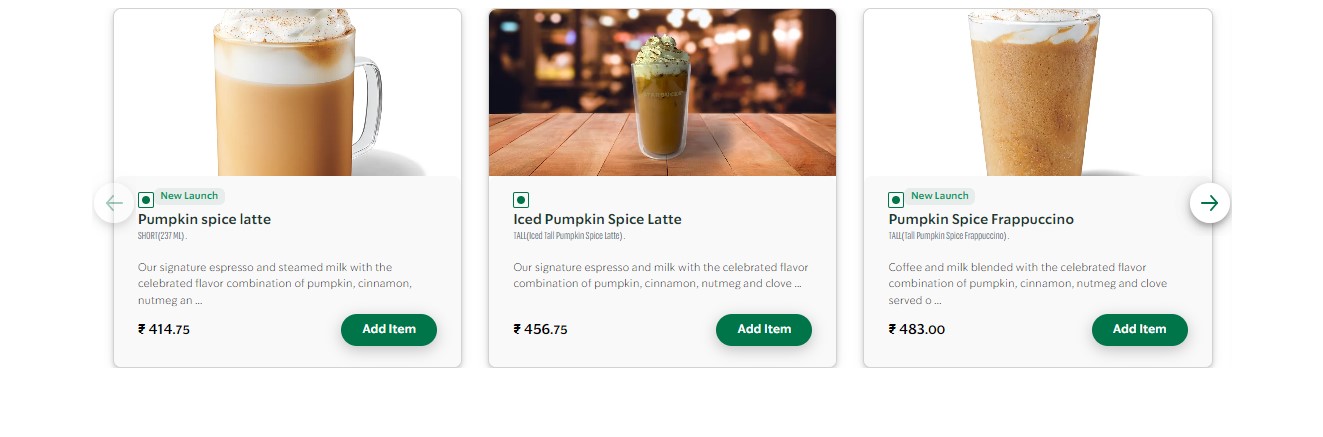 New Launch
Pumpkin spice latte
SHORT(237 ML) .
Our signature espresso and steamed milk with the
celebrated flavor combination of pumpkin, cinnamon,
nutmeg an ...
₹ 414.75
Add Item
Iced Pumpkin Spice Latte
TALL(Iced Tall Pumpkin Spice Latte) .
Our signature espresso and milk with the celebrated flavor
combination of pumpkin, cinnamon, nutmeg and clove ...
₹ 456.75
Add Item
New Launch
Pumpkin Spice Frappuccino
TALL(Tall Pumpkin Spice Frappuccino) .
Coffee and milk blended with the celebrated flavor
combination of pumpkin, cinnamon, nutmeg and clove
served o ...
₹ 483.00
Add Item